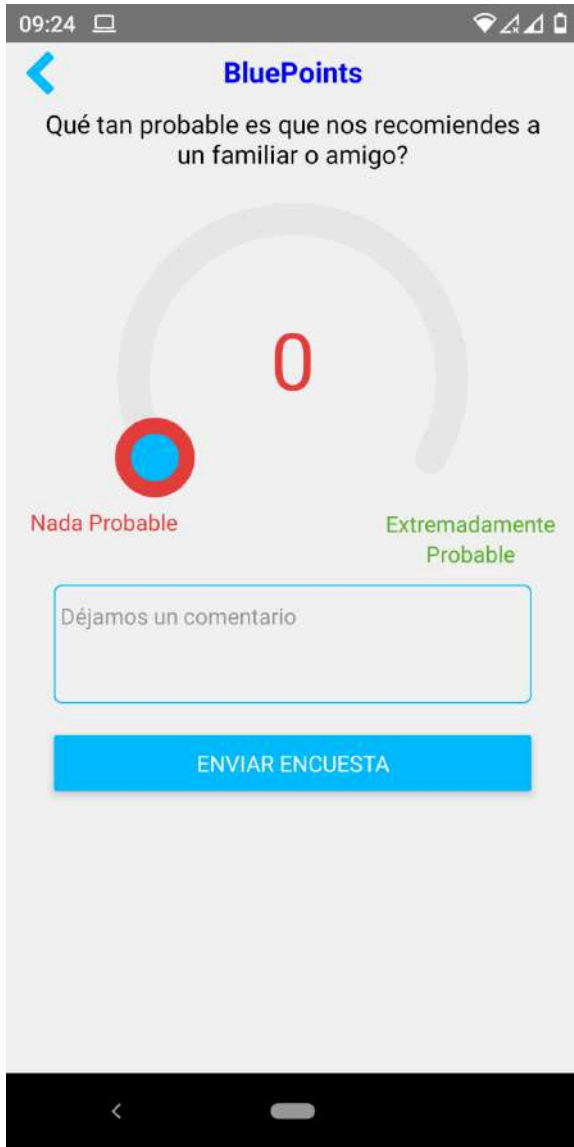 09:24
BluePoints
Qué tan probable es que nos recomiendes a
un familiar o amigo?
0
Nada Probable
Extremadamente
Probable
Déjamos un comentario
ENVIAR ENCUESTA